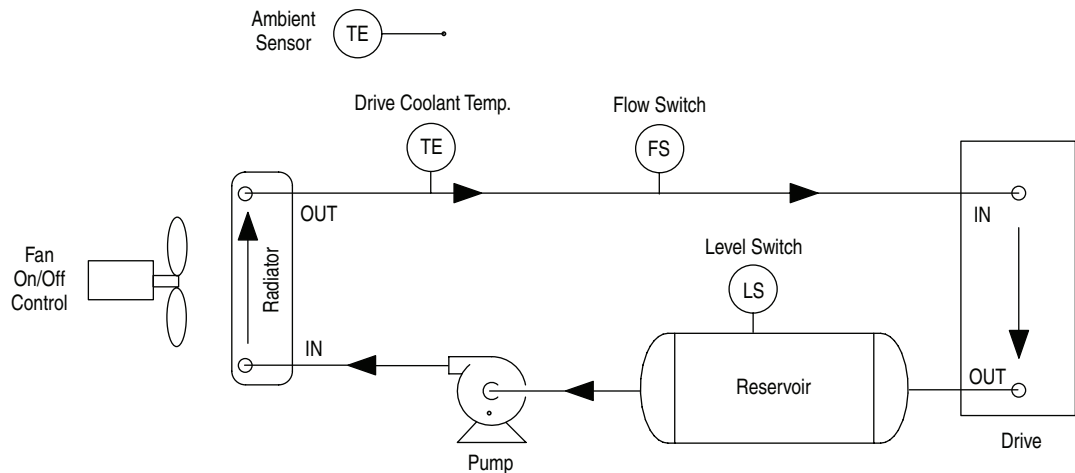 Ambient
Sensor
TE
Drive Coolant Temp.
TE
Flow Switch
FS
OUT
IN
Fan
On/Off
Control
Radiator
Level Switch
LS
IN
Reservoir
OUT
Pump
Drive